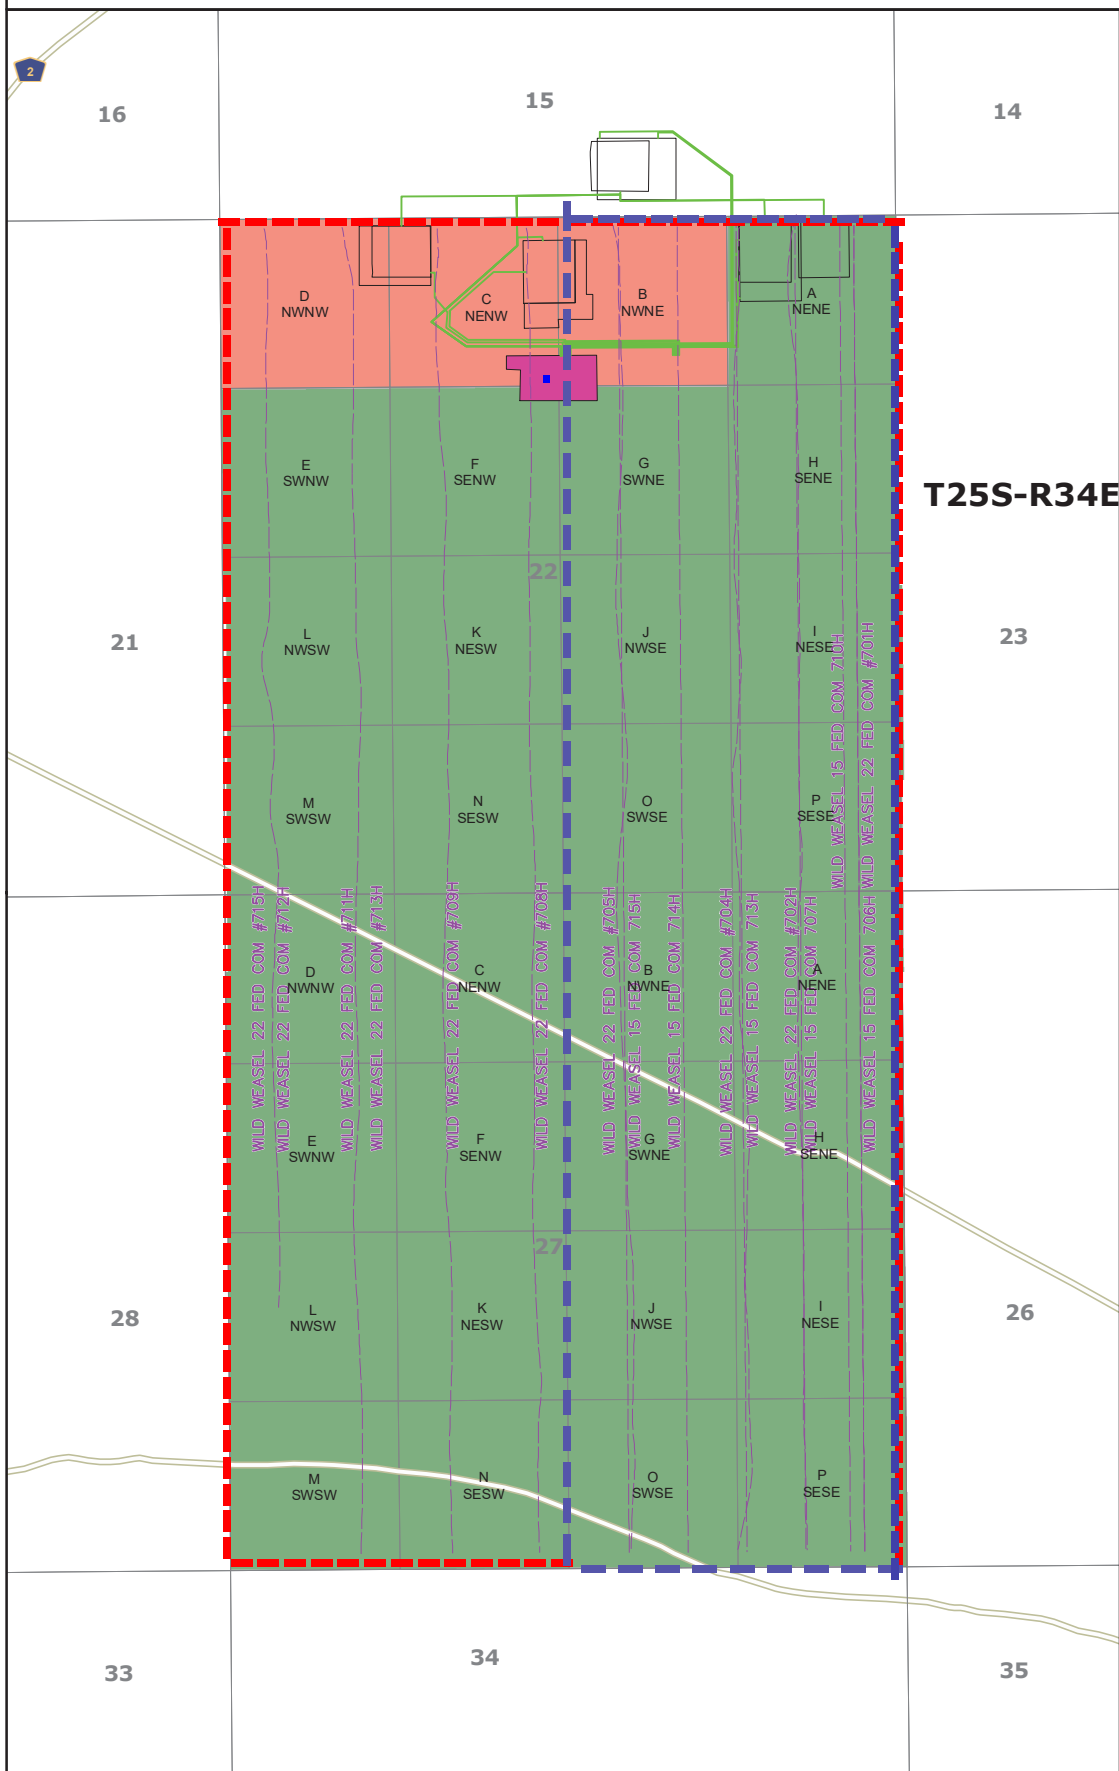 2
16
15
14
D
NWNW
C
NENW
B
NWNE
A
NENE
E
SWNW
F
SENW
G
SWNE
H
SENE
T25S-R34E
22
21
L
NWSW
K
NESW
J
NWSE
I
NESE
23
WILD WEASEL 15 FED COM 710H
WILD WEASEL 22 FED COM #701H
M
SWSW
N
SESW
O
SWSE
P
SESE
WILD WEASEL 22 FED COM #715H
WILD WEASEL 22 FED COM #712H
WILD WEASEL 22 FED COM #711H
WILD WEASEL 22 FED COM #713H
WILD WEASEL 22 FED COM #709H
WILD WEASEL 22 FED COM #708H
WILD WEASEL 22 FED COM #705H
WILD WEASEL 15 FED COM 715H
WILD WEASEL 15 FED COM 714H
WILD WEASEL 22 FED COM #704H
WILD WEASEL 15 FED COM 713H
WILD WEASEL 22 FED COM #702H
WILD WEASEL 15 FED COM 707H
WILD WEASEL 15 FED COM 706H
D
NWNW
C
NENW
B
NWNE
A
NENE
E
SWNW
F
SENW
G
SWNE
H
SENE
27
28
L
NWSW
K
NESW
J
NWSE
I
NESE
26
M
SWSW
N
SESW
O
SWSE
P
SESE
33
34
35